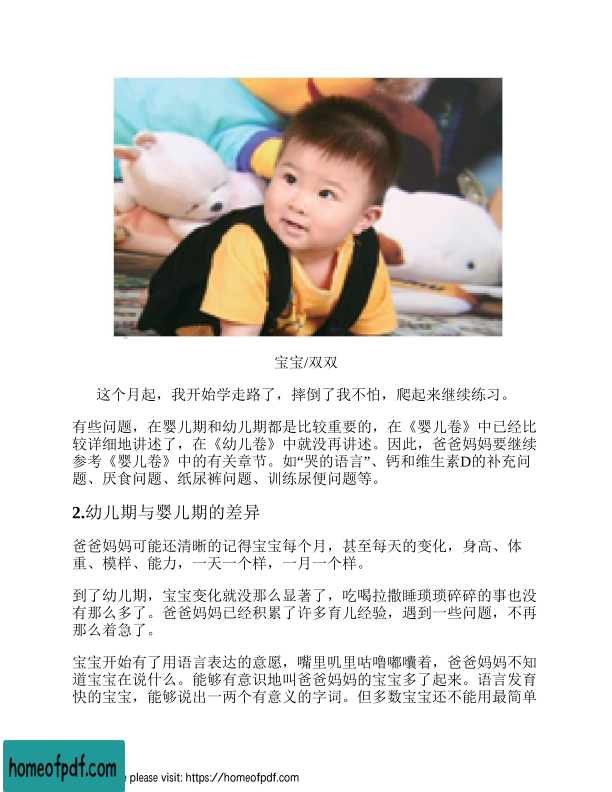 宝宝/双双
这个月起，我开始学走路了，摔倒了我不怕，爬起来继续练习。
有些问题，在婴儿期和幼儿期都是比较重要的，在《婴儿卷》中已经比
较详细地讲述了，在《幼儿卷》中就没再讲述。因此，爸爸妈妈要继续
参考《婴儿卷》中的有关章节。如“哭的语言”、钙和维生素D的补充问
题、厌食问题、纸尿裤问题、训练尿便问题等。
2.幼儿期与婴儿期的差异
爸爸妈妈可能还清晰的记得宝宝每个月，甚至每天的变化，身高、体
重、模样、能力，一天一个样，一月一个样。
到了幼儿期，宝宝变化就没那么显著了，吃喝拉撒睡琐琐碎碎的事也没
有那么多了。爸爸妈妈已经积累了许多育儿经验，遇到一些问题，不再
那么着急了。
宝宝开始有了用语言表达的意愿，嘴里叽里咕噜嘟囔着，爸爸妈妈不知
道宝宝在说什么。能够有意识地叫爸爸妈妈的宝宝多了起来。语言发育
快的宝宝，能够说出一两个有意义的字词。但多数宝宝还不能用最简单
homeofpdf.com
e please visit: https://homeofpdf.com